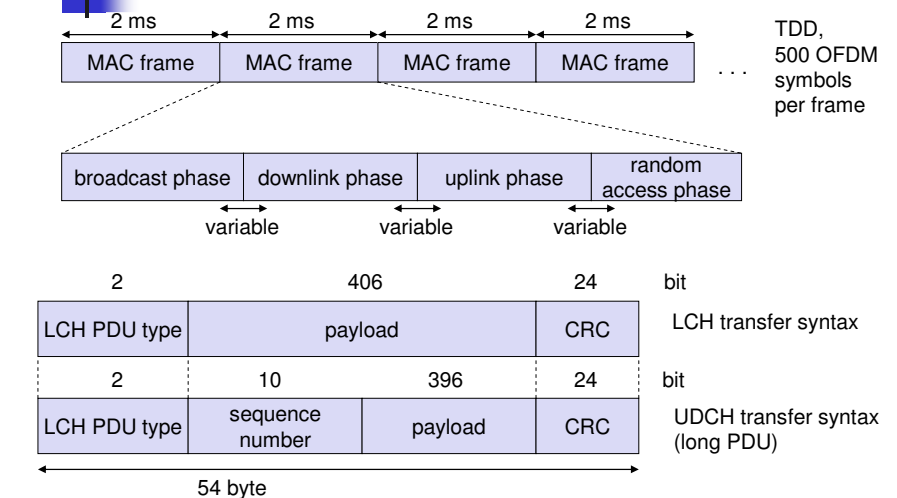 2 ms 2 ms 2 ms 2 ms
MAC frame MAC frame MAC frame MAC frame
. . .
TDD,
500 OFDM
symbols
per frame
broadcast phase downlink phase uplink phase random
access phase
variable variable variable
2 406 24 bit
LCH PDU type payload CRC
LCH transfer syntax
2 10 396 24 bit
LCH PDU type sequence
number payload CRC
UDCH transfer syntax
(long PDU)
54 byte